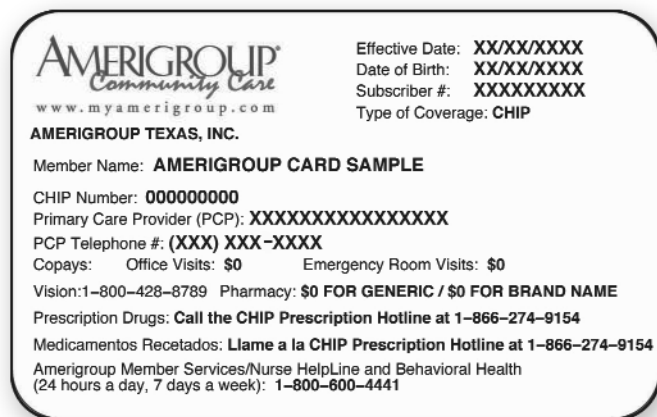 AMERIGROUP®
Community Care
www.myamerigroup.com
AMERIGROUP TEXAS, INC.
Effective Date: XX/XX/XXXX
Date of Birth: XX/XX/XXXX
Subscriber #: XXXXXXXXX
Type of Coverage: CHIP
Member Name: AMERIGROUP CARD SAMPLE
CHIP Number: 000000000
Primary Care Provider (PCP): XXXXXXXXXXXXXXXX
PCP Telephone #: (XXX) XXX-XXXX
Copays: Office Visits: $0 Emergency Room Visits: $0
Vision:1-800-428-8789 Pharmacy: $0 FOR GENERIC / $0 FOR BRAND NAME
Prescription Drugs: Call the CHIP Prescription Hotline at 1-866-274-9154
Medicamentos Recetados: Llame a la CHIP Prescription Hotline at 1-866-274-9154
Amerigroup Member Services/Nurse HelpLine and Behavioral Health
(24 hours a day, 7 days a week): 1-800-600-4441